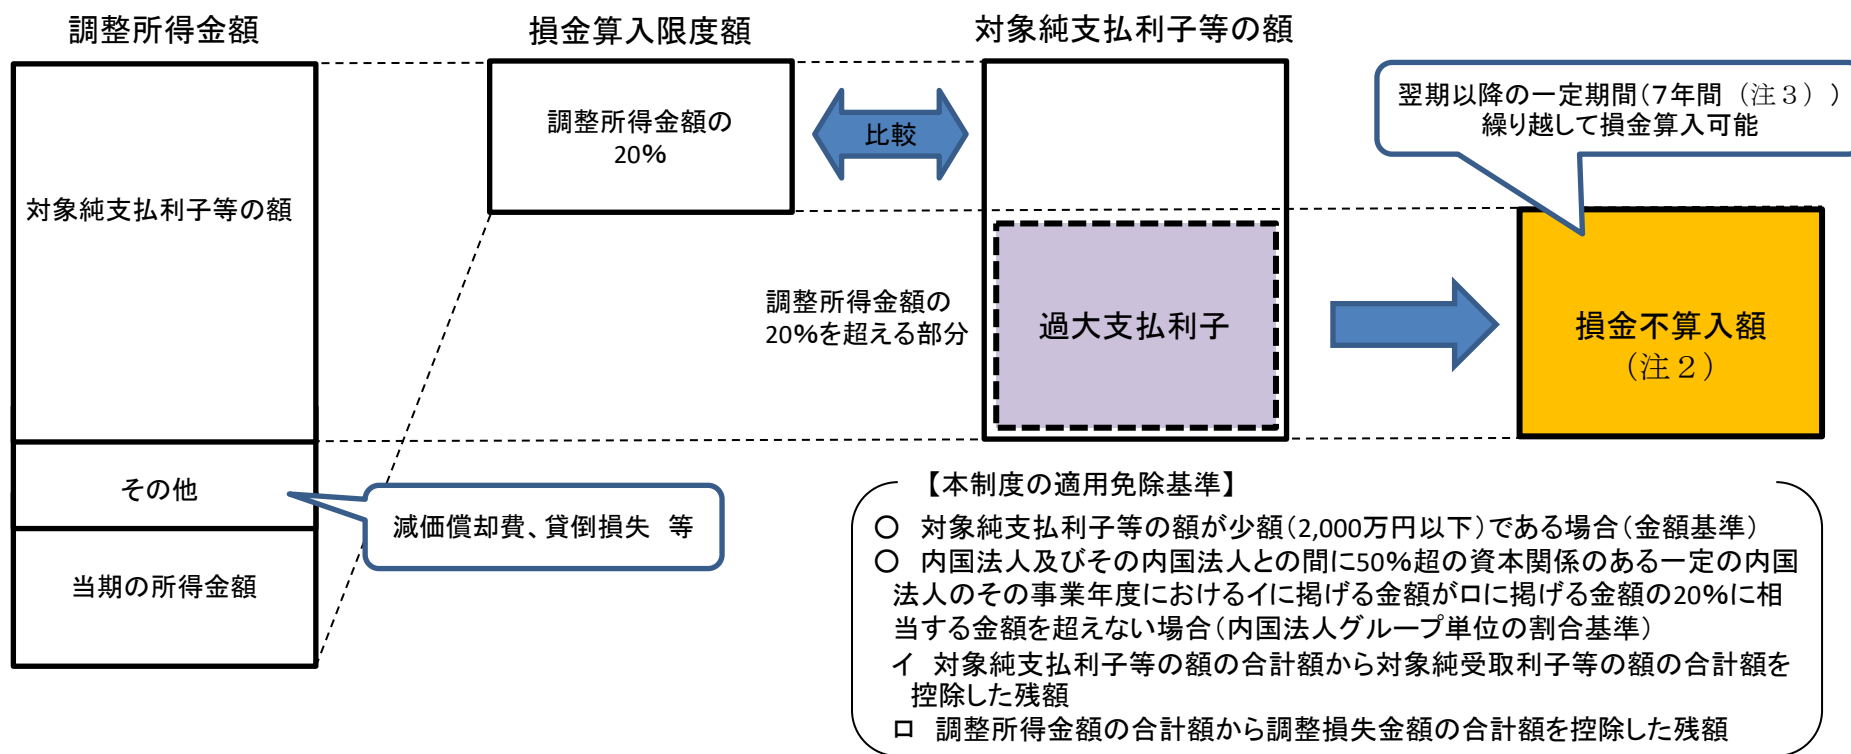 調整所得金額
損金算入限度額
対象純支払利子等の額
対象純支払利子等の額
その他
当期の所得金額
減価償却費、貸倒損失　等
調整所得金額の
20%
比較
調整所得金額の
20%を超える部分
過大支払利子
翌期以降の一定期間(7年間（注３）)
繰り越して損金算入可能
損金不算入額
（注２）
【本制度の適用免除基準】
○　対象純支払利子等の額が少額(2,000万円以下)である場合(金額基準)
○　内国法人及びその内国法人との間に50%超の資本関係のある一定の内国
法人のその事業年度におけるイに掲げる金額がロに掲げる金額の20%に相
当する金額を超えない場合(内国法人グループ単位の割合基準)
イ　対象純支払利子等の額の合計額から対象純受取利子等の額の合計額を
控除した残額
ロ　調整所得金額の合計額から調整損失金額の合計額を控除した残額